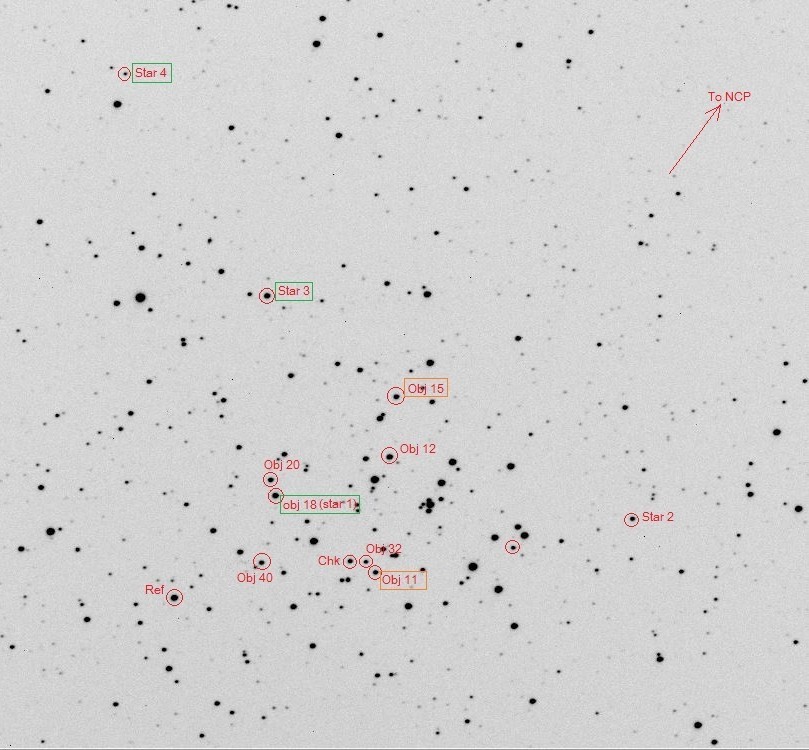 Star 4
To NCP
Star 3
Obj 15
Obj 12
Obj 20
obj 18 (star 1)
Star 2
Chk
Obj 32
Obj 40
Obj 11
Ref